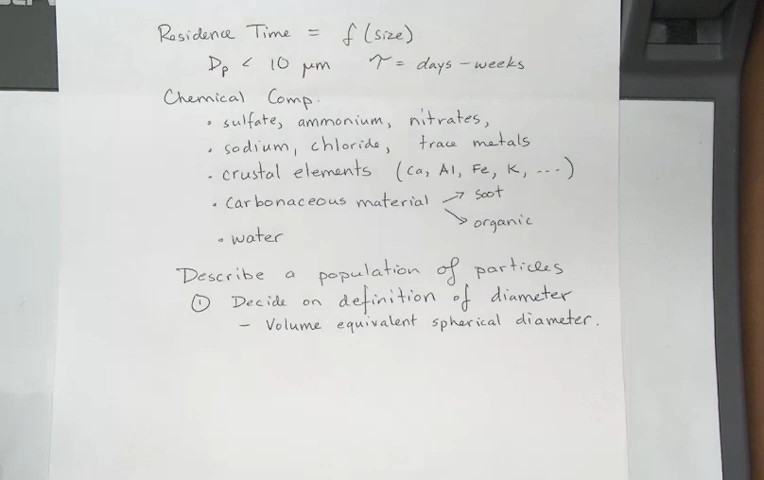 Residence Time = f (size)
Dp < 10 μm τ = days - weeks
Chemical Comp.
• sulfate, ammonium, nitrates,
• sodium, chloride, trace metals
• crustal elements (Ca, Al, Fe, K, ...)
• Carbonaceous material → soot
↘ organic
• water
Describe a population of particles
① Decide on definition of diameter
- Volume equivalent spherical diameter.